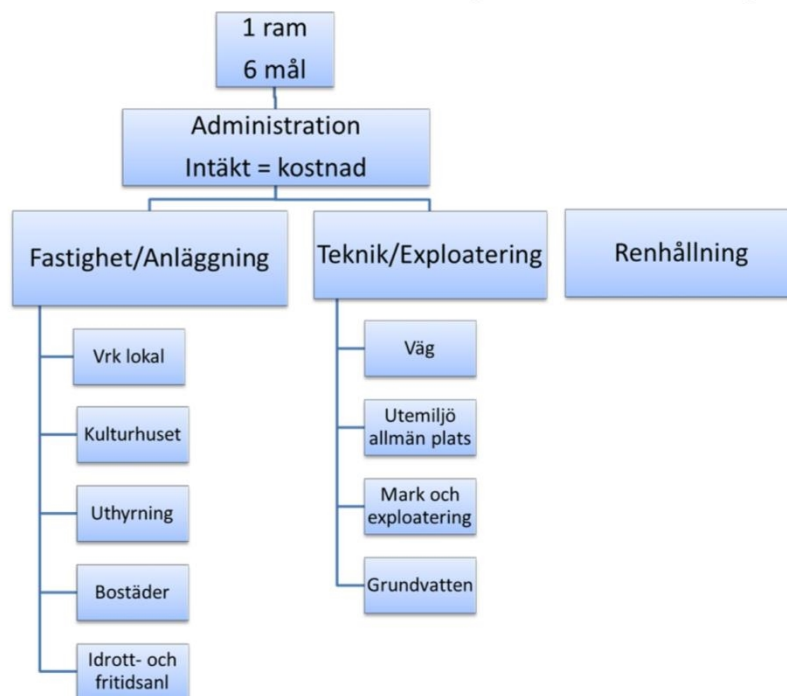 1 ram
6 mål
Administration
Intäkt = kostnad
Fastighet/Anläggning
Teknik/Exploatering
Renhållning
Vrk lokal
Kulturhuset
Uthyrning
Bostäder
Idrott- och
fritidsanl
Väg
Utemiljö
allmän plats
Mark och
exploatering
Grundvatten